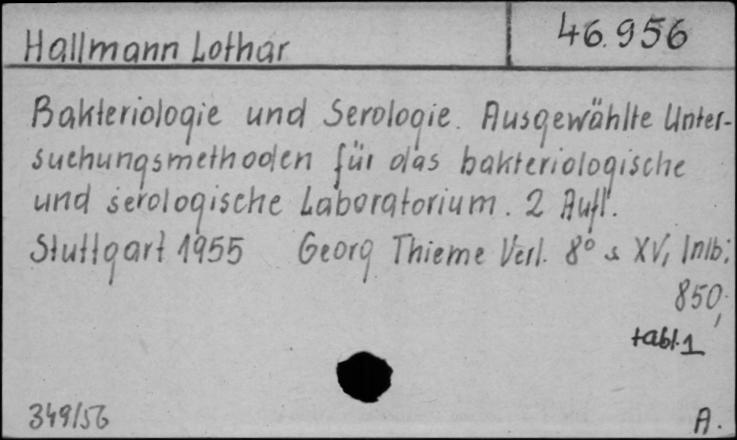 Hallmann Lothar
46.956
Bakteriologie und Serologie. Ausgewählte Unter-
suchungsmethoden für das bakteriologische
und serologische Laboratorium. 2 Aufl.
Stuttgart 1955 Georg Thieme Verl. 8° s XV,
850,
tabl. 1
349/56
A.